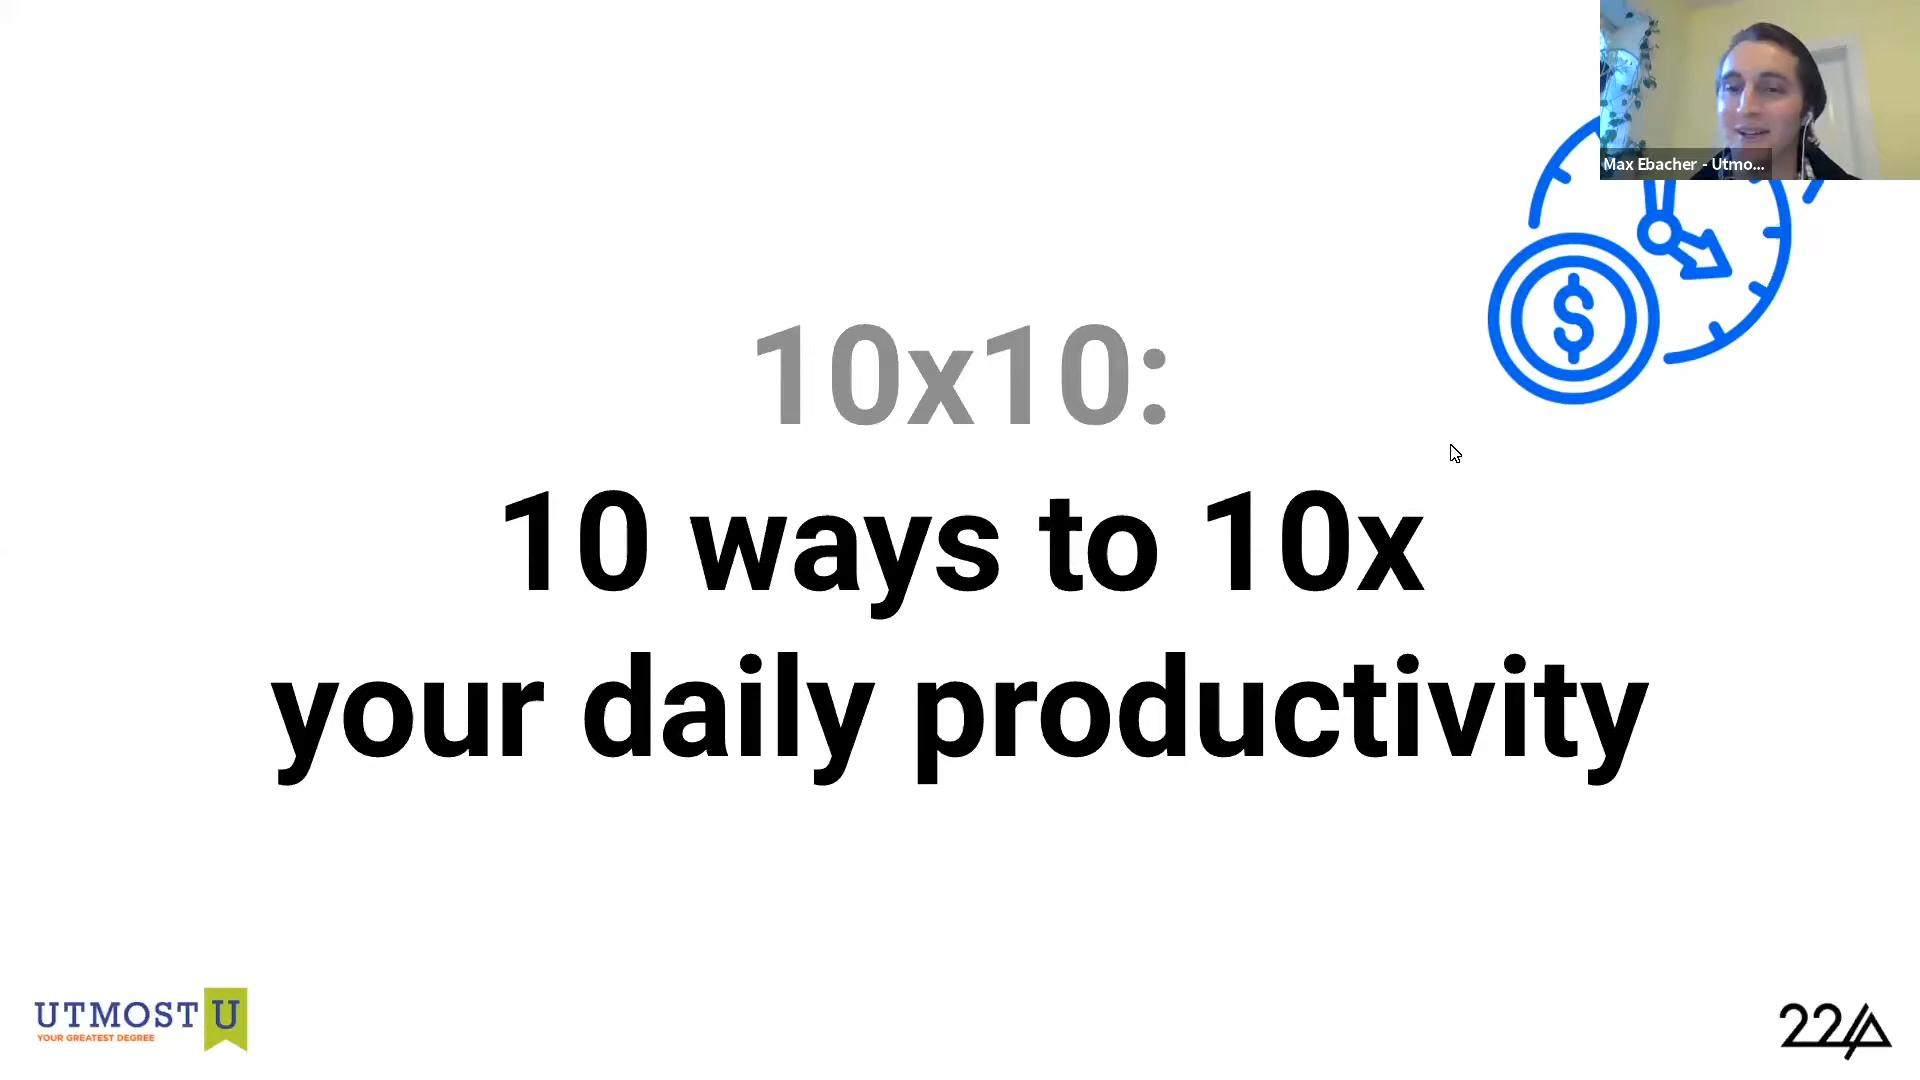 Max Ebacher - Utmo...
$
10x10:
10 ways to 10x
your daily productivity
UTMOST U
YOUR GREATEST DEGREE
22